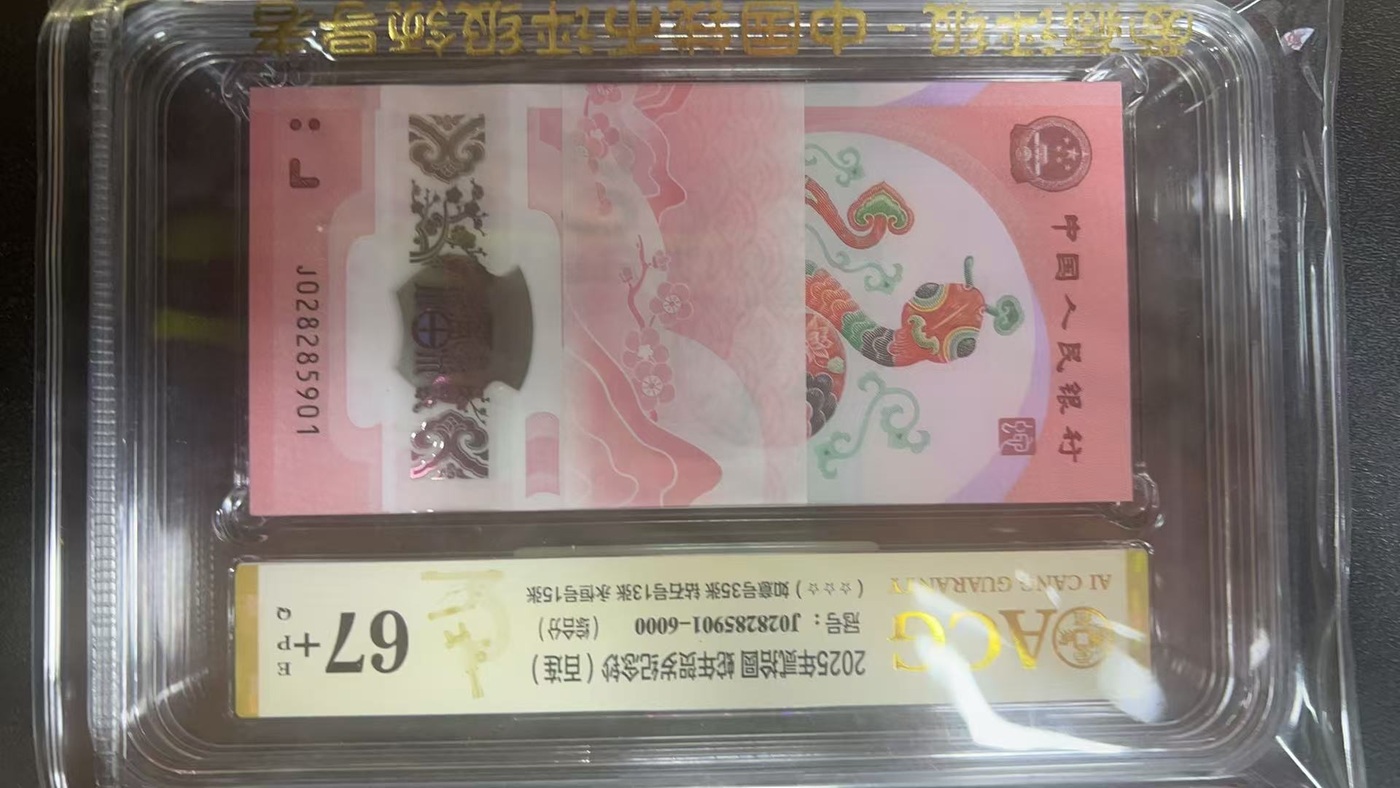 爱藏评级 - 中国钱币评级领导者
中国人民银行
J028285901
ACG
AI CANG GUARANTY
2025年贰拾圆 蛇年贺岁纪念钞（百连）
冠号：J028285901-6000 （综合分）
（☆☆☆）如意号35张 钻石号13张 永恒号15张
67+
EPQ